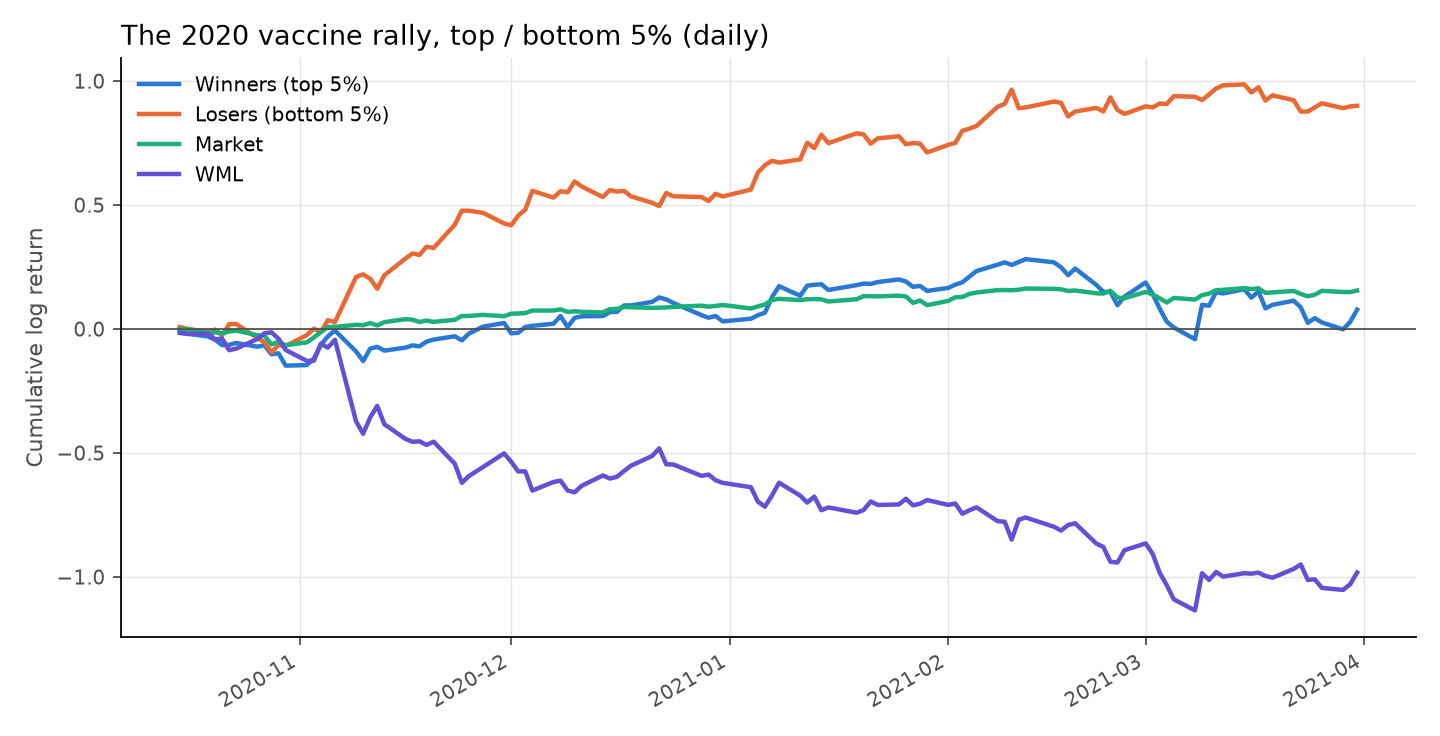 The 2020 vaccine rally, top / bottom 5% (daily)
Winners (top 5%)
Losers (bottom 5%)
Market
WML
Cumulative log return
1.0
0.5
0.0
−0.5
−1.0
2020-11
2020-12
2021-01
2021-02
2021-03
2021-04